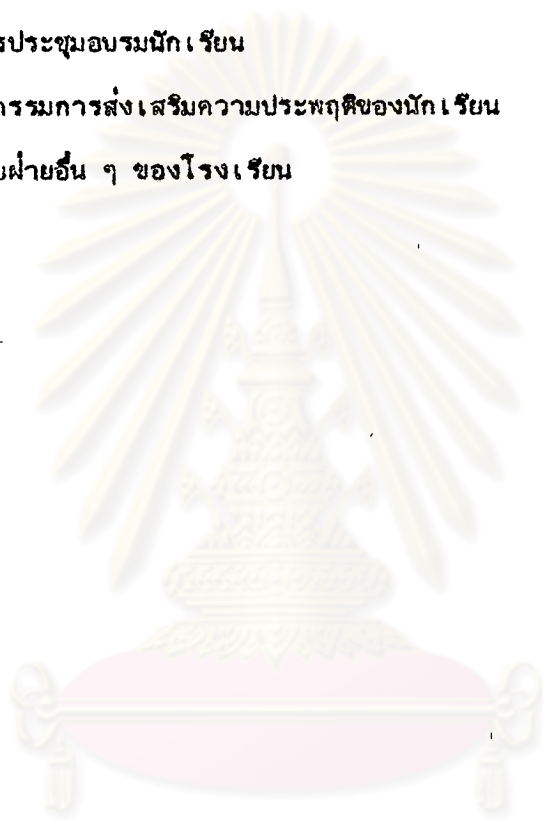 รประชุมอบรมนักเรียน
กรรมการส่งเสริมความประพฤติของนักเรียน
บฝ่ายอื่น ๆ ของโรงเรียน